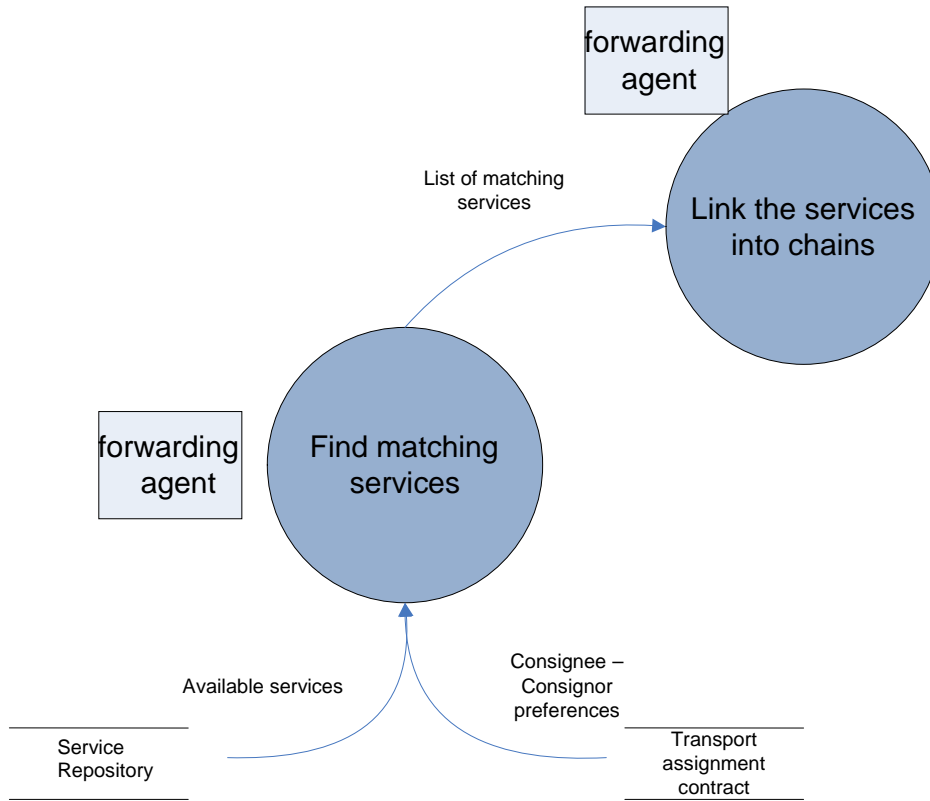 forwarding
agent
List of matching
services
Link the services
into chains
forwarding
agent
Find matching
services
Available services
Consignee –
Consignor
preferences
Service
Repository
Transport
assignment
contract